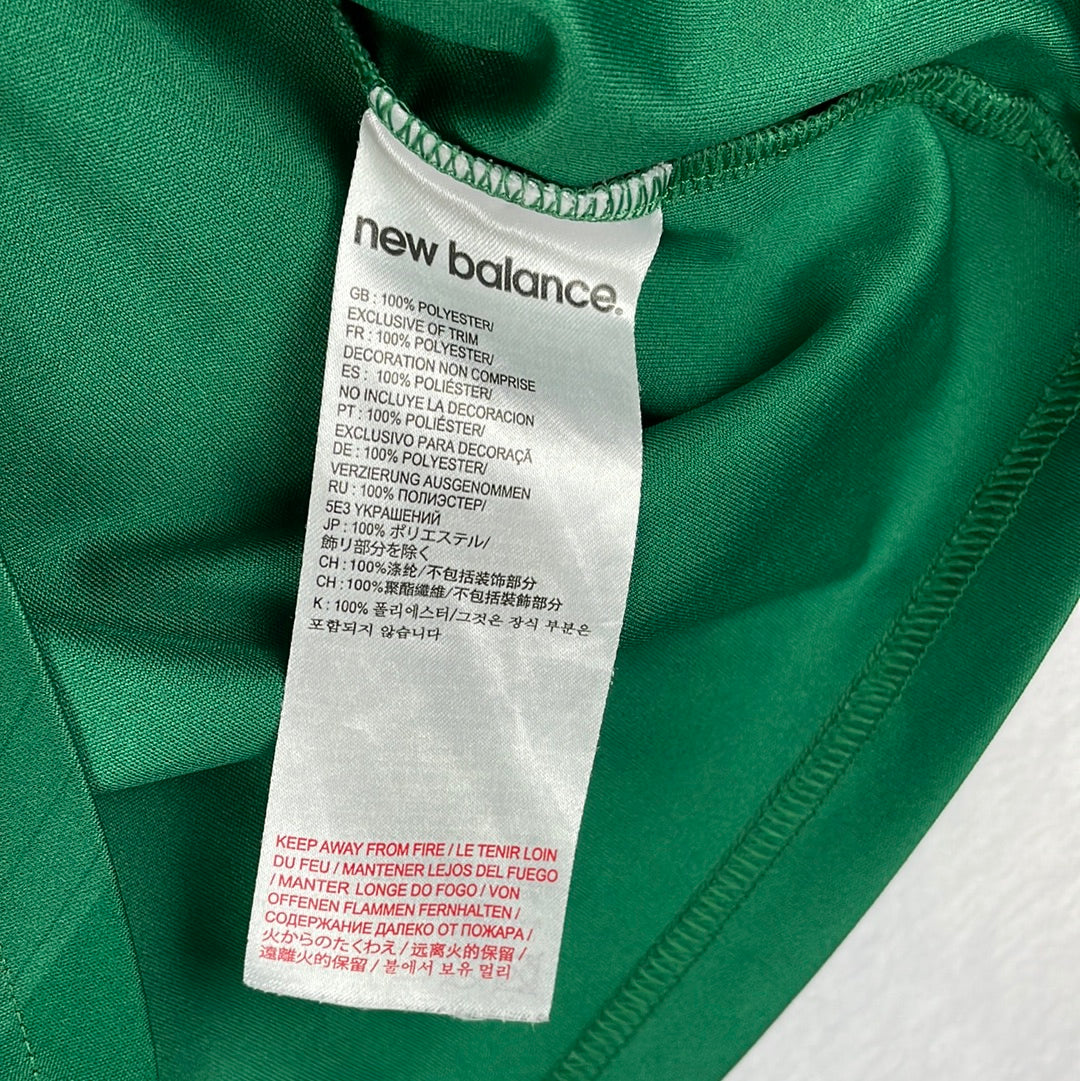 new balance.
GB : 100% POLYESTER/
EXCLUSIVE OF TRIM
FR : 100% POLYESTER/
DECORATION NON COMPRISE
ES : 100% POLIÉSTER/
NO INCLUYE LA DECORACION
PT : 100% POLIÉSTER/
EXCLUSIVO PARA DECORAÇÃ
DE : 100% POLYESTER/
VERZIERUNG AUSGENOMMEN
RU : 100% ПОЛИЭСТЕР/
5E3 YКРАШЕНИЙ
JP : 100% ポリエステル/
飾リ部分を除く
CH : 100%涤纶/不包括装饰部分
CH : 100%聚酯纖維/不包括裝飾部分
K : 100% 폴리에스터/그것은 장식 부분은
포함되지 않습니다
KEEP AWAY FROM FIRE / LE TENIR LOIN
DU FEU / MANTENER LEJOS DEL FUEGO
/ MANTER LONGE DO FOGO / VON
OFFENEN FLAMMEN FERNHALTEN /
СОДЕРЖАНИЕ ДАЛЕКО ОТ ПОЖАРА /
火からのたくわえ / 远离火的保留 /
遠離火的保留 / 불에서 보유 멀리